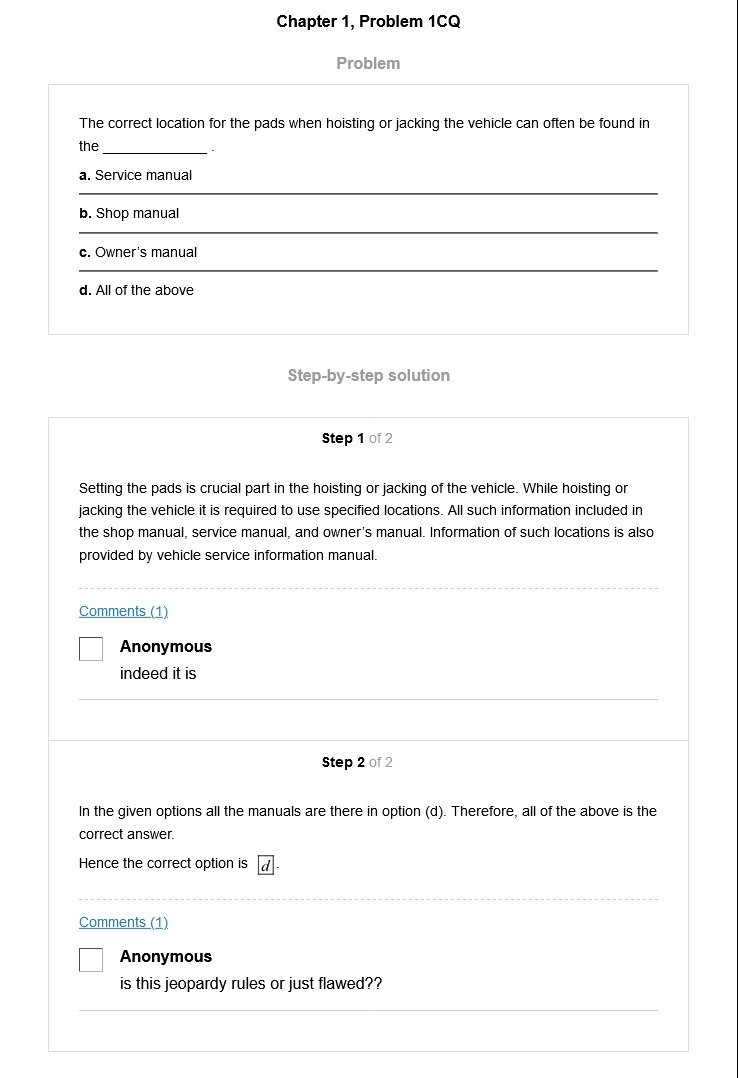 Chapter 1, Problem 1CQ
Problem
The correct location for the pads when hoisting or jacking the vehicle can often be found in
the _____________ .
a. Service manual
b. Shop manual
c. Owner's manual
d. All of the above
Step-by-step solution
Step 1 of 2
Setting the pads is crucial part in the hoisting or jacking of the vehicle. While hoisting or
jacking the vehicle it is required to use specified locations. All such information included in
the shop manual, service manual, and owner's manual. Information of such locations is also
provided by vehicle service information manual.
Comments (1)
Anonymous
indeed it is
Step 2 of 2
In the given options all the manuals are there in option (d). Therefore, all of the above is the
correct answer.
Hence the correct option is d.
Comments (1)
Anonymous
is this jeopardy rules or just flawed??